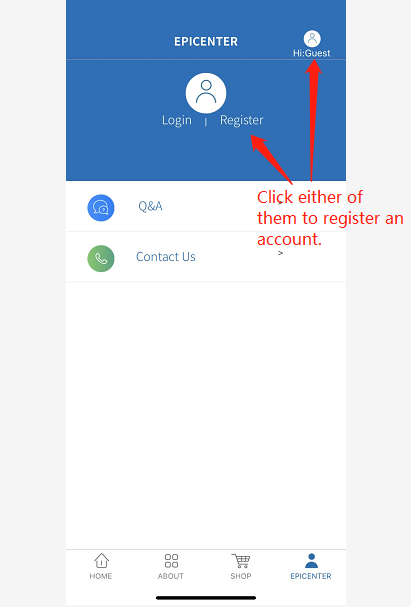 EPICENTER
Hi:Guest
Login | Register
Click either of
them to register an
account.
Q&A
Contact Us
>
HOME ABOUT SHOP EPICENTER